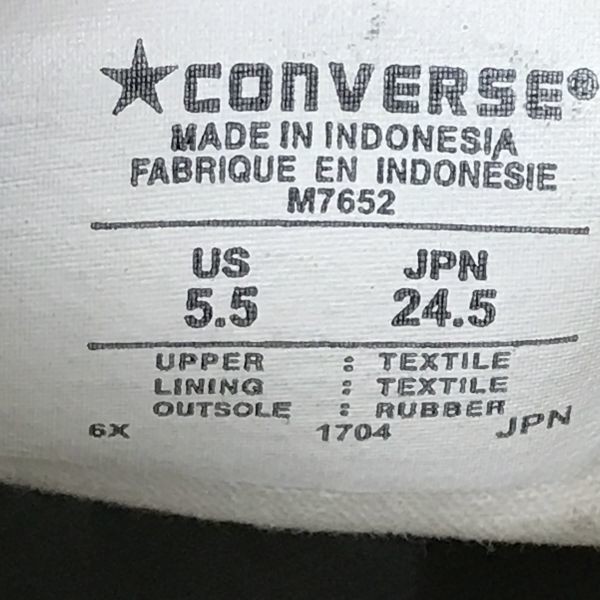 ★CONVERSE®
MADE IN INDONESIA
FABRIQUE EN INDONÉSIE
M7652
US JPN
5.5 24.5
UPPER : TEXTILE
LINING : TEXTILE
OUTSOLE : RUBBER
6X 1704 JPN